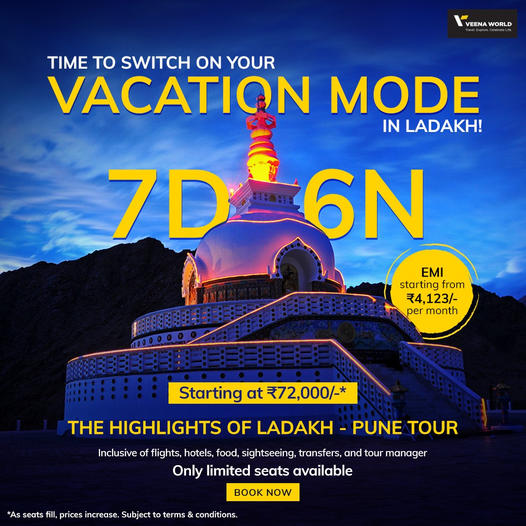 VEENA WORLD
Travel. Explore. Celebrate Life.
TIME TO SWITCH ON YOUR
VACATION MODE
IN LADAKH!
7D 6N
EMI
starting from
₹4,123/-
per month
Starting at ₹72,000/-*
THE HIGHLIGHTS OF LADAKH - PUNE TOUR
Inclusive of flights, hotels, food, sightseeing, transfers, and tour manager
Only limited seats available
BOOK NOW
*As seats fill, prices increase. Subject to terms & conditions.